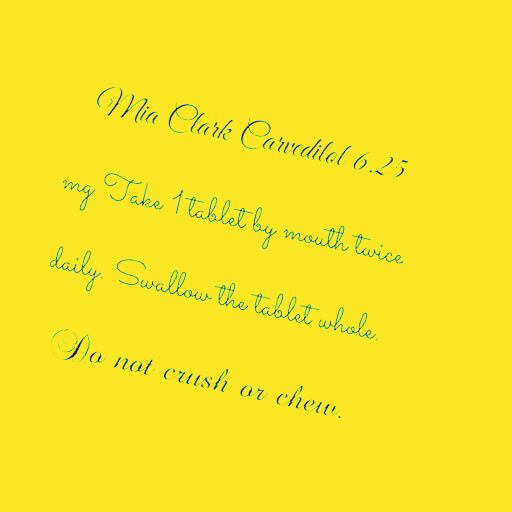 Mia Clark Carvedilol 6.25
mg Take 1 tablet by mouth twice
daily. Swallow the tablet whole.
Do not crush or chew.